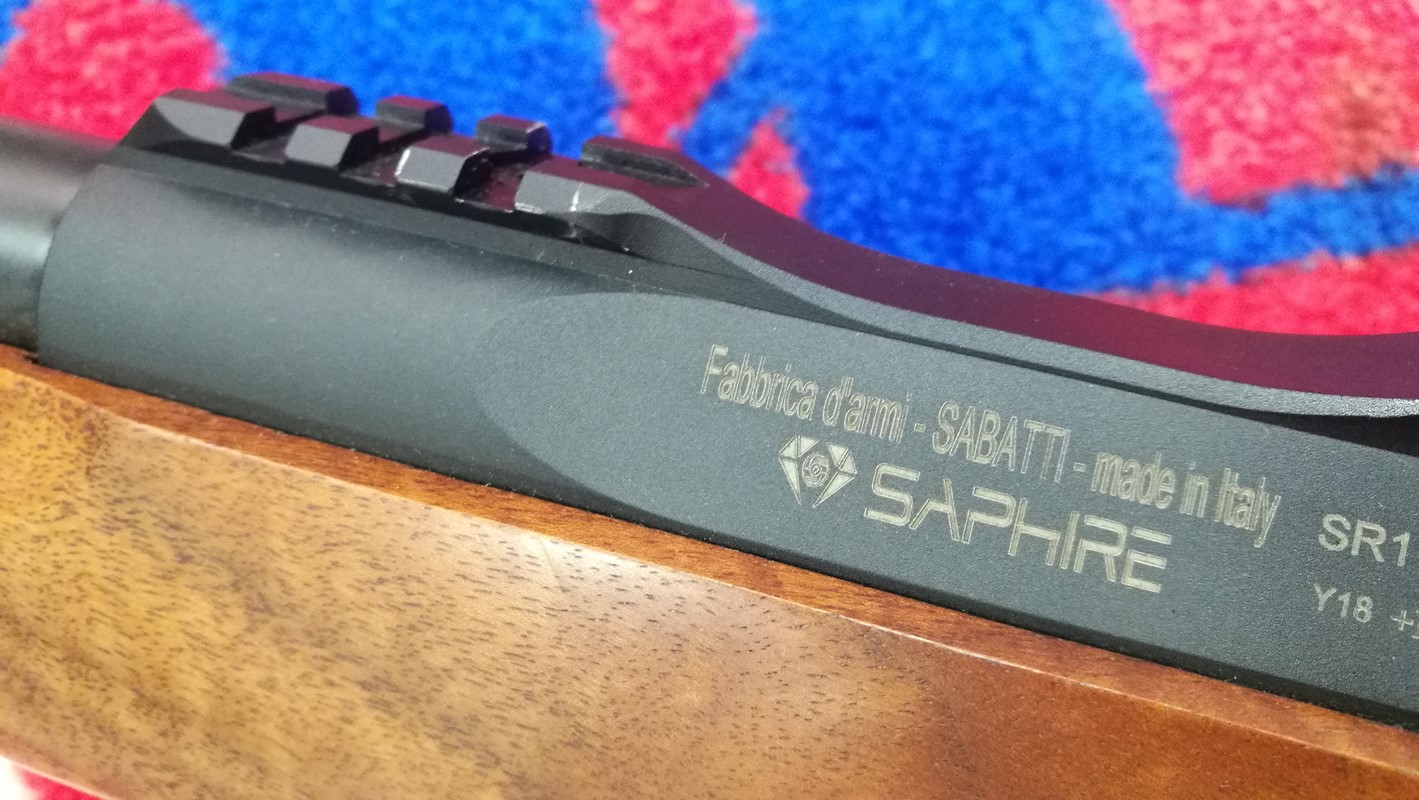 Fabbrica d'armi - SABATTI - made in Italy
SAPHIRE
SR1
Y18